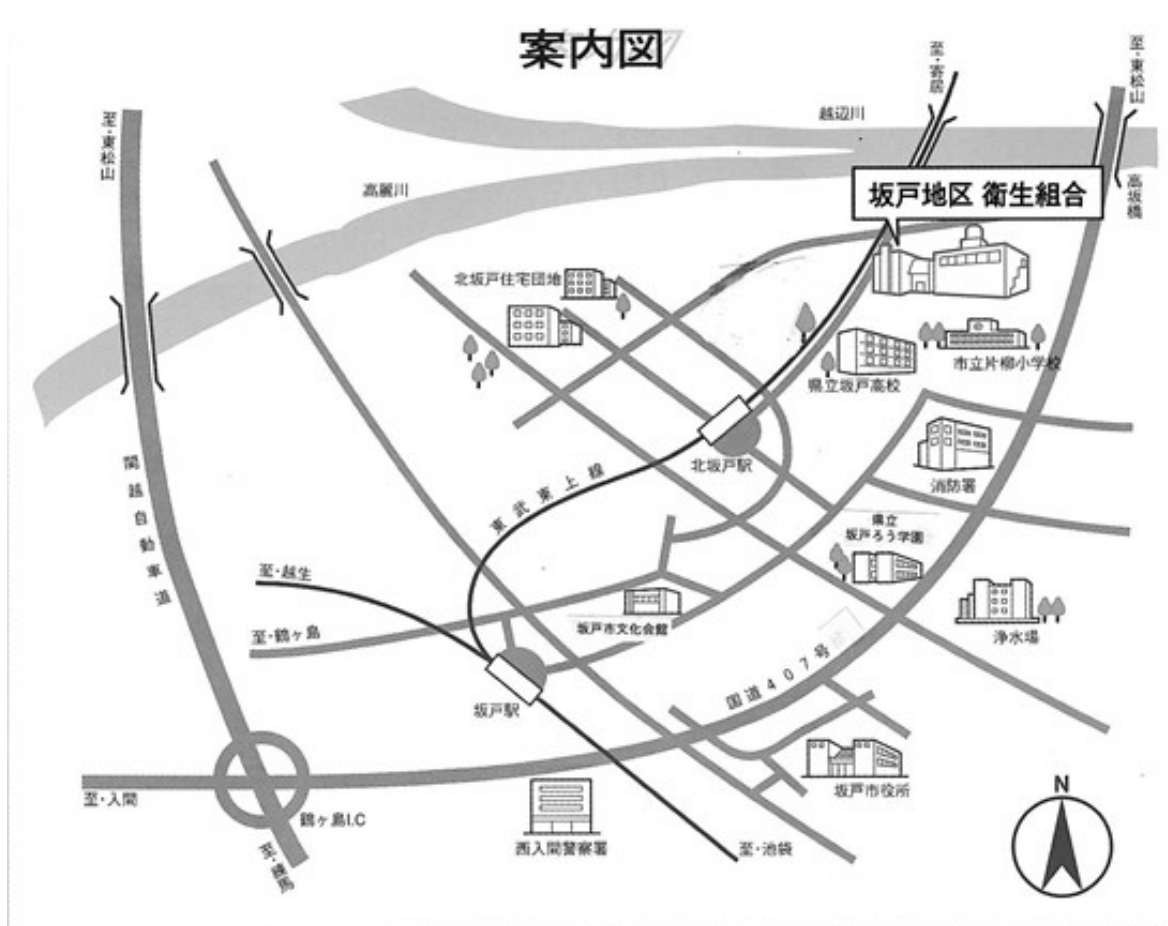 案内図
至・寄居
至・東松山
越辺川
至・東松山
高麗川
坂戸地区 衛生組合
高坂橋
北坂戸住宅団地
市立片柳小学校
県立坂戸高校
北坂戸駅
関越自動車道
東武東上線
消防署
県立
坂戸ろう学園
至・越生
至・鶴ヶ島
坂戸市文化会館
浄水場
国道407号
坂戸駅
坂戸市役所
至・入間
鶴ヶ島I.C
西入間警察署
至・池袋
至・練馬
N